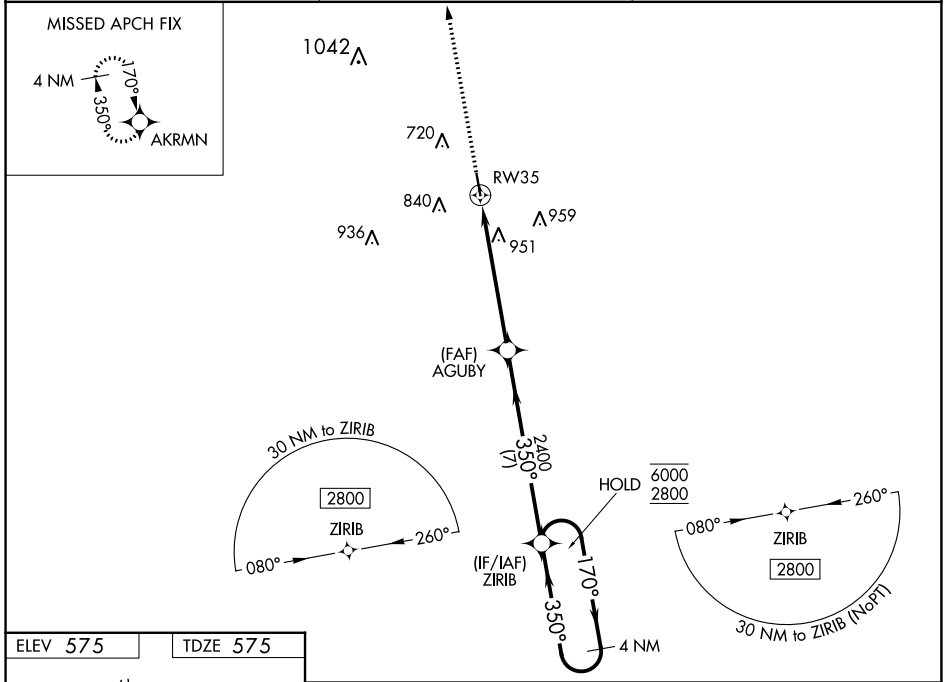 MISSED APCH FIX
4 NM
170°
350°
AKRMN
1042
720
RW35
840
959
936
951
(FAF)
AGUBY
30 NM to ZIRIB
2800
ZIRIB
080°
260°
2400
350°
(7)
HOLD
6000
2800
(IF/IAF)
ZIRIB
170°
350°
4 NM
080°
260°
ZIRIB
2800
30 NM to ZIRIB (NoPT)
ELEV 575
TDZE 575